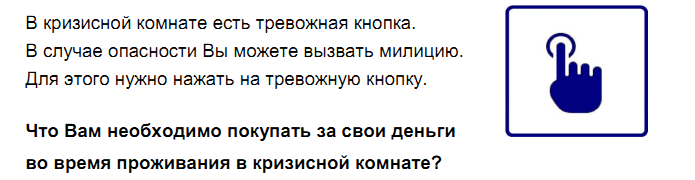 В кризисной комнате есть тревожная кнопка.
В случае опасности Вы можете вызвать милицию.
Для этого нужно нажать на тревожную кнопку.
Что Вам необходимо покупать за свои деньги
во время проживания в кризисной комнате?